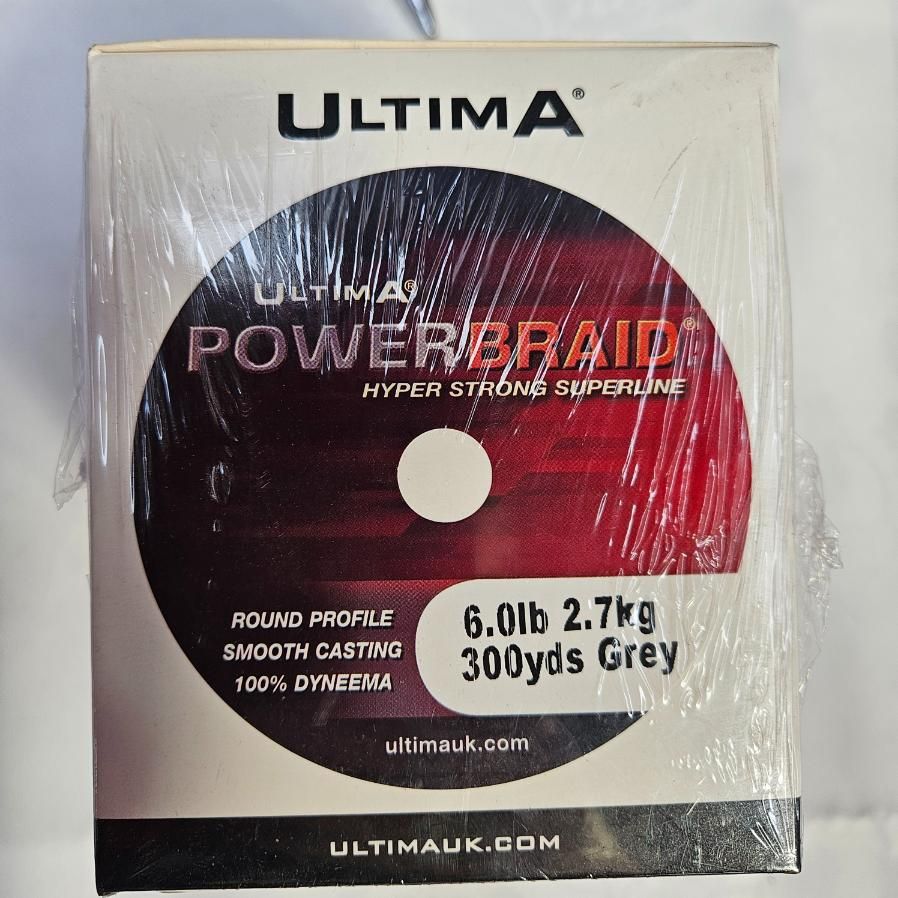 ULTIMA®
ULTIMA®
POWERBRAID®
HYPER STRONG SUPERLINE
ROUND PROFILE
SMOOTH CASTING
100% DYNEEMA
6.0lb 2.7kg
300yds Grey
ultimauk.com
ULTIMAUK.COM